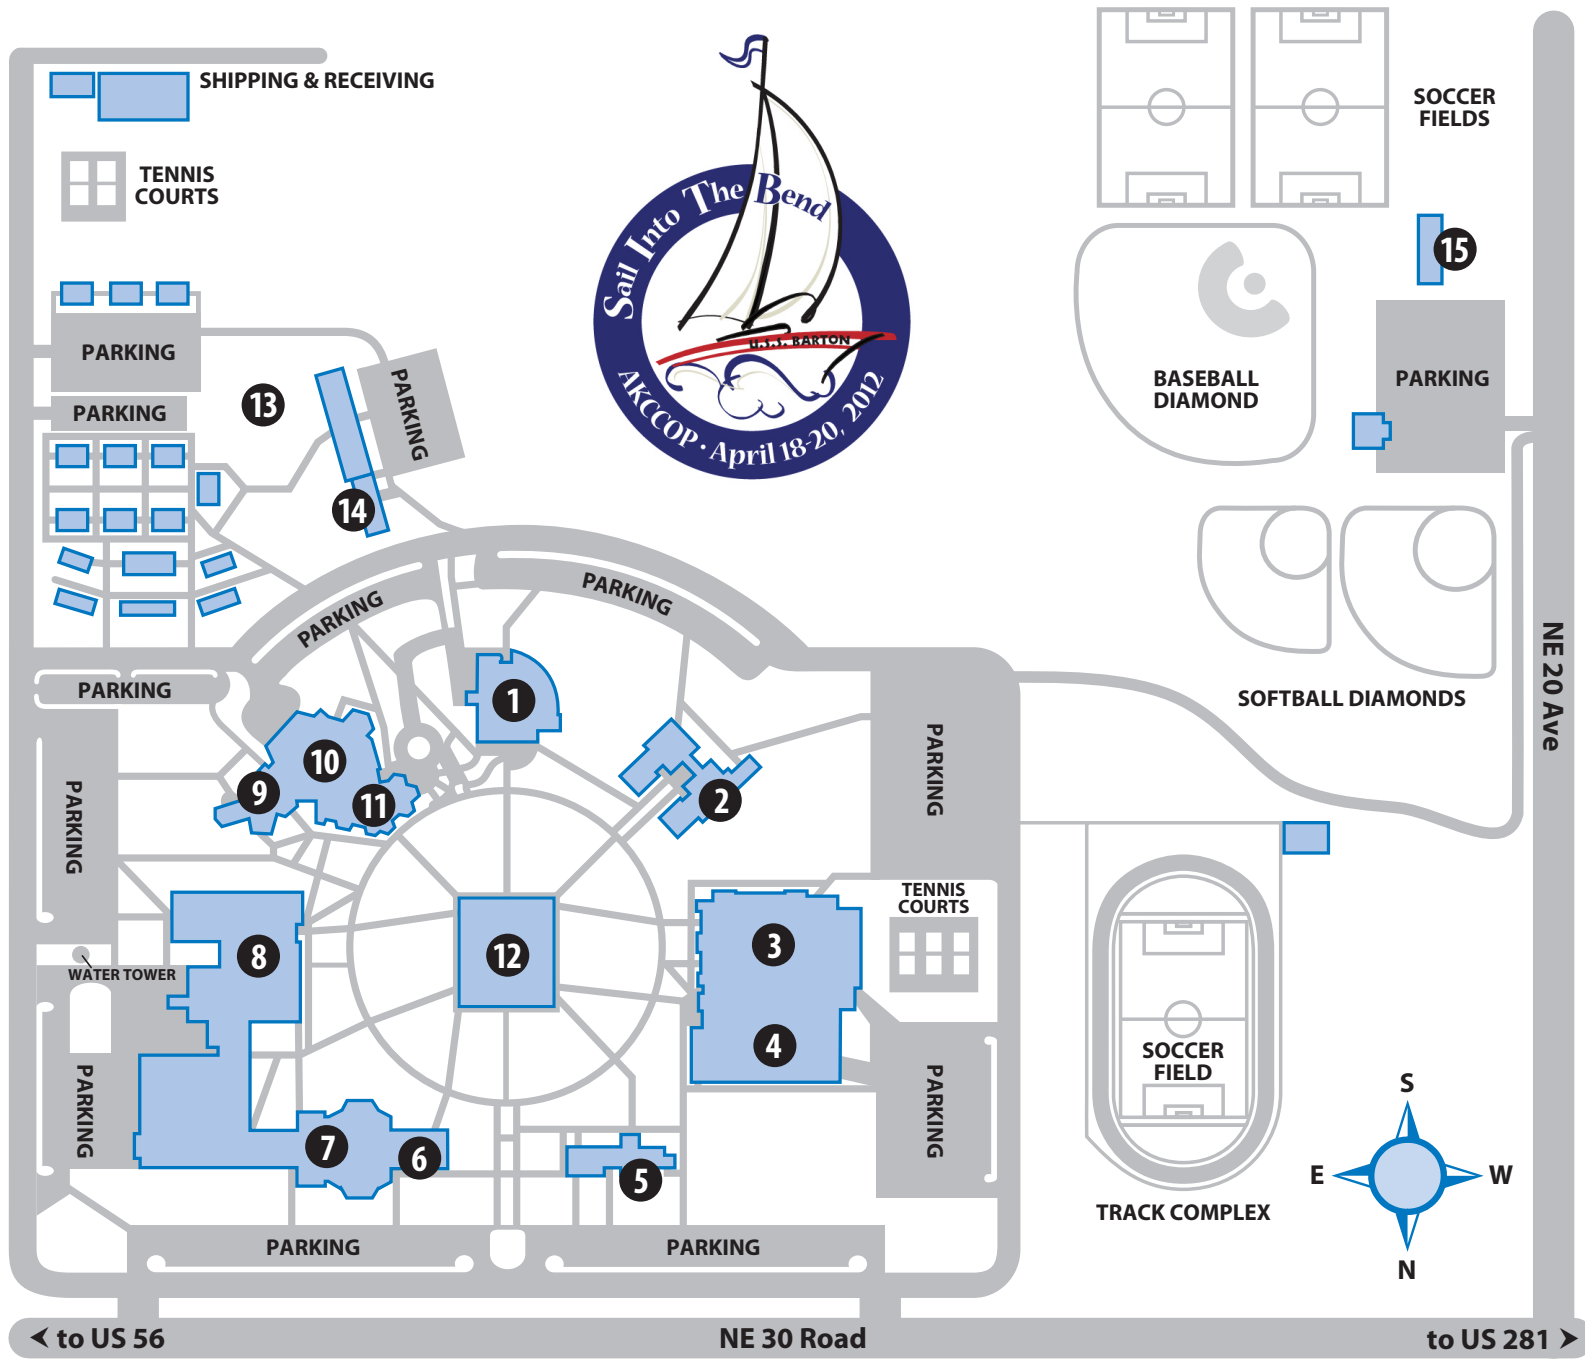 SHIPPING & RECEIVING
TENNIS
COURTS
SOCCER
FIELDS
Sail Into The Bend
U.S.S. BARTON
AKCCOP • April 18-20, 2012
15
PARKING
PARKING
13
PARKING
14
BASEBALL
DIAMOND
PARKING
PARKING
PARKING
NE 20 Ave
PARKING
1
SOFTBALL DIAMONDS
10
9
11
2
PARKING
PARKING
TENNIS
COURTS
8
12
3
WATER TOWER
4
SOCCER
FIELD
PARKING
PARKING
7
6
5
S
E
W
N
TRACK COMPLEX
PARKING
PARKING
to US 56
NE 30 Road
to US 281